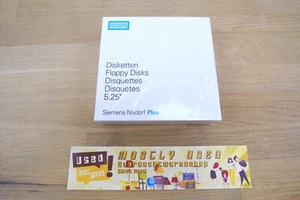 SIEMENS
NIXDORF
Disketten
Floppy Disks
Disquettes
Disquetes
5.25"
Siemens Nixdorf Plus
Used
MOSTLY USED